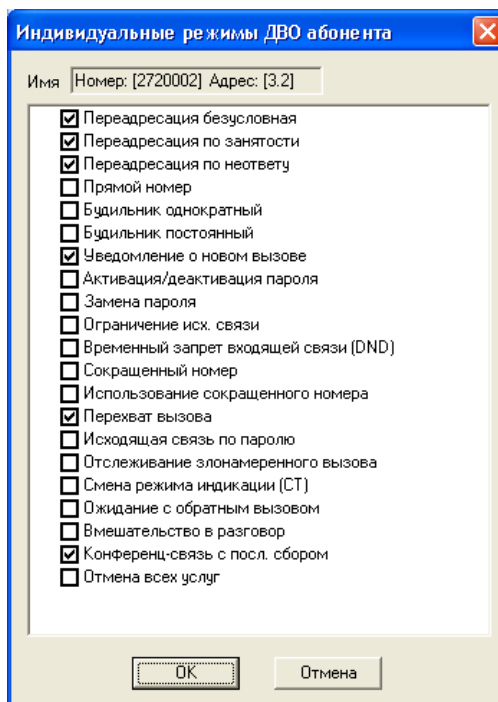 Индивидуальные режимы ДВО абонента
Имя Номер: [2720002] Адрес: [3.2]
Переадресация безусловная
Переадресация по занятости
Переадресация по неответу
Прямой номер
Будильник однократный
Будильник постоянный
Уведомление о новом вызове
Активация/деактивация пароля
Замена пароля
Ограничение исх. связи
Временный запрет входящей связи (DND)
Сокращенный номер
Использование сокращенного номера
Перехват вызова
Исходящая связь по паролю
Отслеживание злонамеренного вызова
Смена режима индикации (СТ)
Ожидание с обратным вызовом
Вмешательство в разговор
Конференц-связь с посл. сбором
Отмена всех услуг
OK Отмена